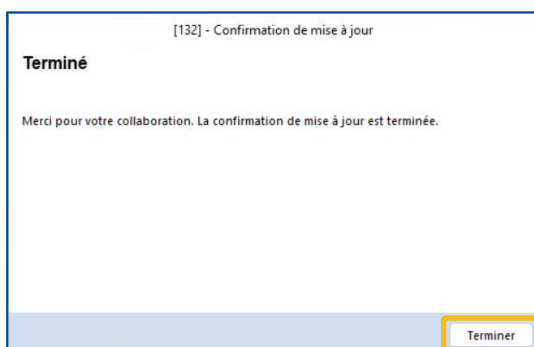 [132] - Confirmation de mise à jour
Terminé
Merci pour votre collaboration. La confirmation de mise à jour est terminée.
Terminer